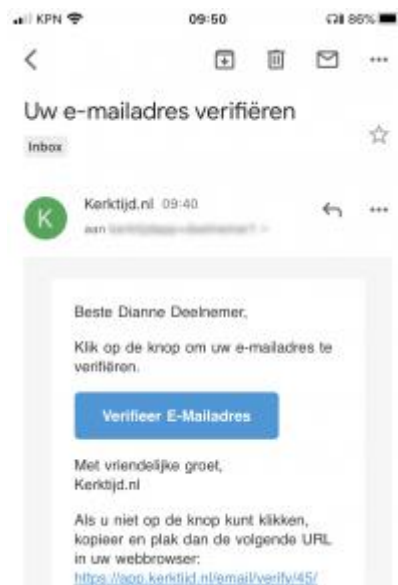 KPN 09:50 86%
Uw e-mailadres verifiëren
Inbox
K
Kerktijd.nl 09:40
aan
Beste Dianne Deelnemer,
Klik op de knop om uw e-mailadres te
verifiëren.
Verifieer E-Mailadres
Met vriendelijke groet,
Kerktijd.nl
Als u niet op de knop kunt klikken,
kopieer en plak dan de volgende URL
in uw webbrowser:
https://app.kerktijd.nl/email/verify/45/